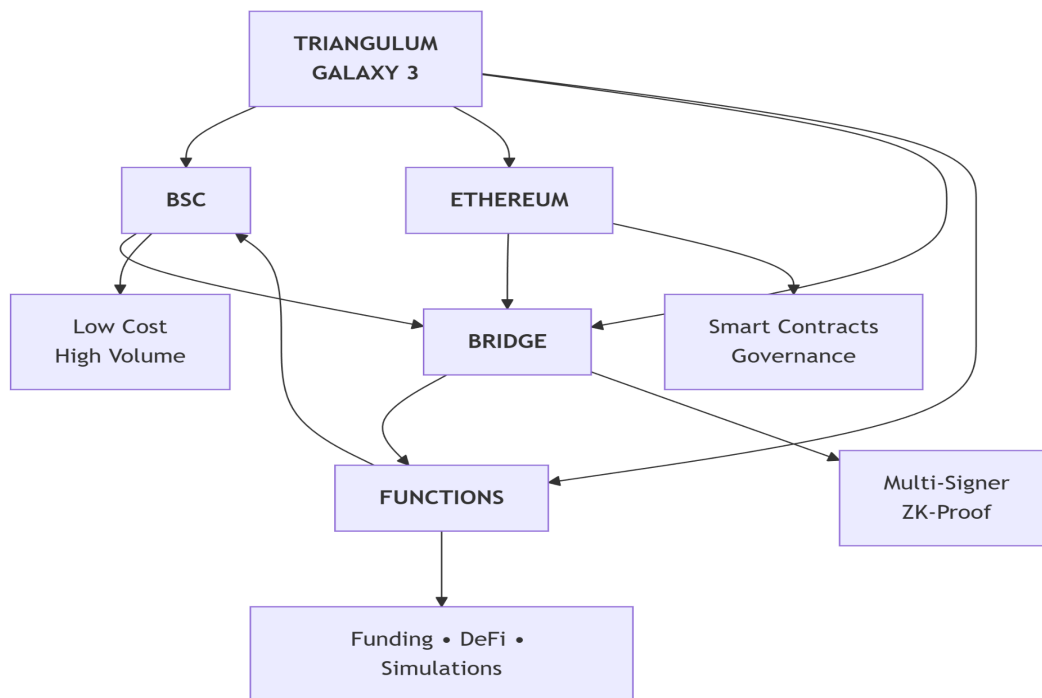 TRIANGULUM
GALAXY 3
BSC
ETHEREUM
Low Cost
High Volume
BRIDGE
Smart Contracts
Governance
FUNCTIONS
Multi-Signer
ZK-Proof
Funding • DeFi •
Simulations